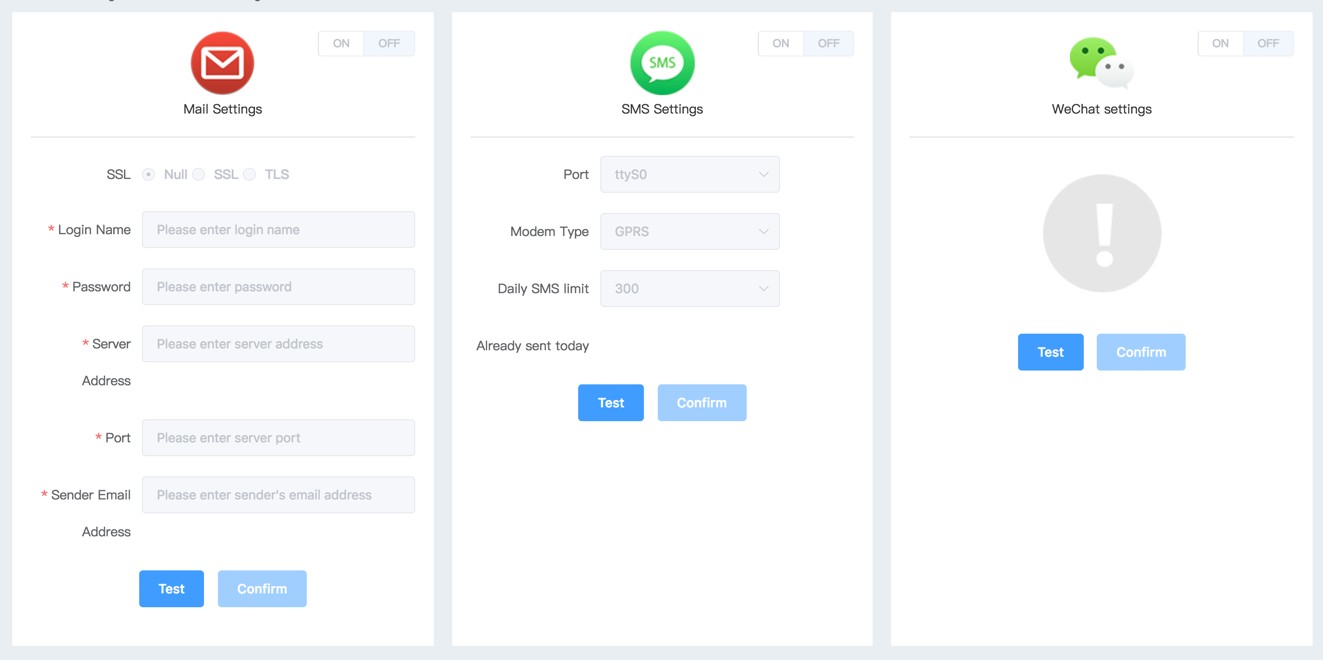 ON OFF
Mail Settings
SSL Null SSL TLS
* Login Name Please enter login name
* Password Please enter password
* Server Please enter server address
Address
* Port Please enter server port
* Sender Email Please enter sender's email address
Address
Test Confirm
ON OFF
SMS
SMS Settings
Port ttyS0
Modem Type GPRS
Daily SMS limit 300
Already sent today
Test Confirm
ON OFF
WeChat settings
!
Test Confirm